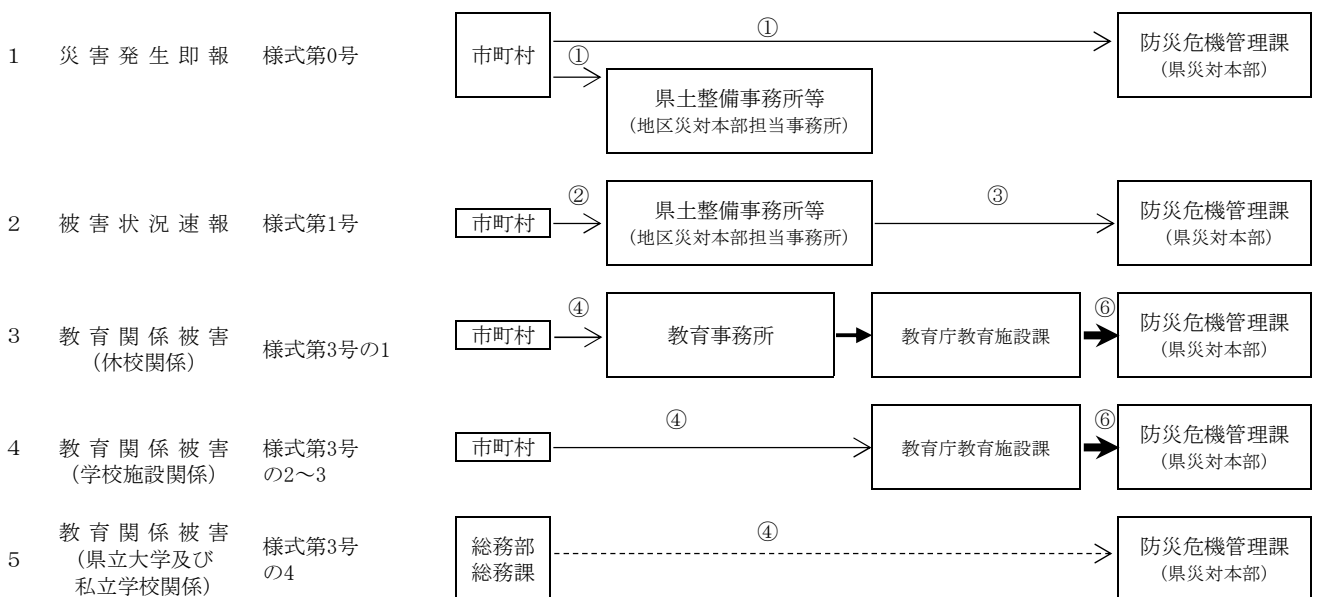 ①
1 災害発生即報 様式第0号 市町村 防災危機管理課
(県災対本部)
①
県土整備事務所等
(地区災対本部担当事務所)
② ③
2 被害状況速報 様式第1号 市町村 県土整備事務所等 防災危機管理課
(地区災対本部担当事務所) (県災対本部)
④ ⑥
3 教育関係被害 様式第3号の1 市町村 教育事務所 教育庁教育施設課 防災危機管理課
(休校関係) (県災対本部)
④ ⑥
4 教育関係被害 様式第3号 市町村 教育庁教育施設課 防災危機管理課
(学校施設関係) の2~3 (県災対本部)
④
教育関係被害
5 (県立大学及び 様式第3号 総務部 防災危機管理課
私立学校関係) の4 総務課 (県災対本部)